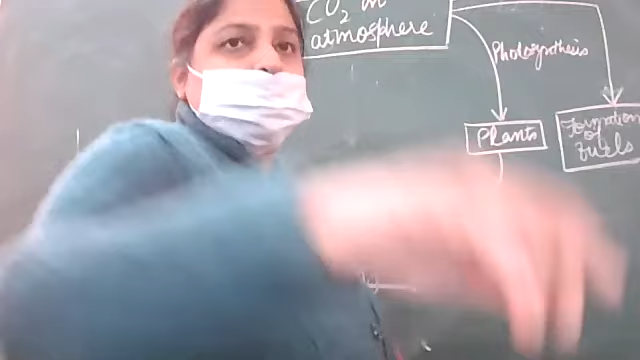 CO2 in
atmosphere
Photosynthesis
Plants
Formation
of
fuels